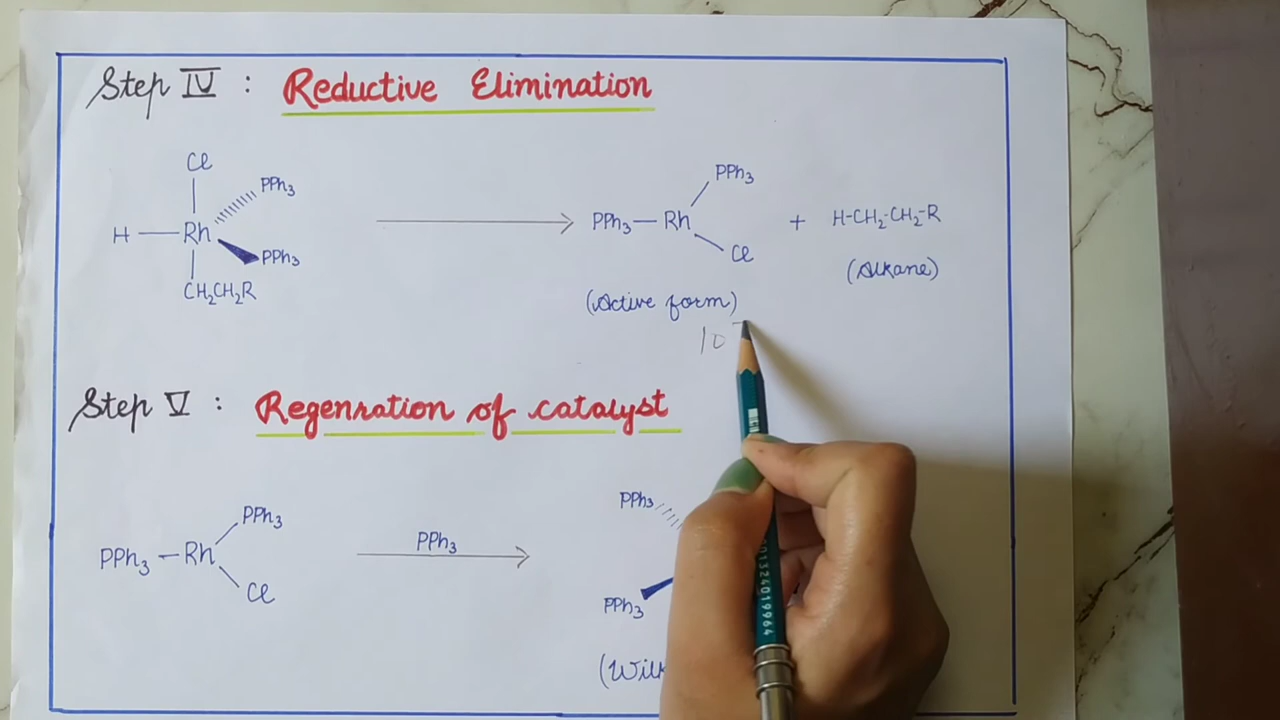 Step IV : Reductive Elimination
Cl
PPh3
H Rh
PPh3
CH2CH2R
PPh3
PPh3 Rh + H-CH2-CH2-R
Cl
(Alkane)
(Active form)
10
Step V : Regenration of catalyst
PPh3
PPh3 Rh
Cl
PPh3
PPh3
PPh3